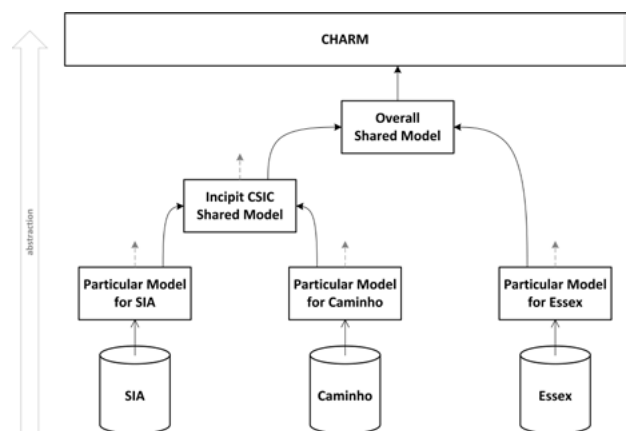 CHARM
Overall
Shared Model
Incipit CSIC
Shared Model
abstraction
Particular Model
for SIA
Particular Model
for Caminho
Particular Model
for Essex
SIA
Caminho
Essex